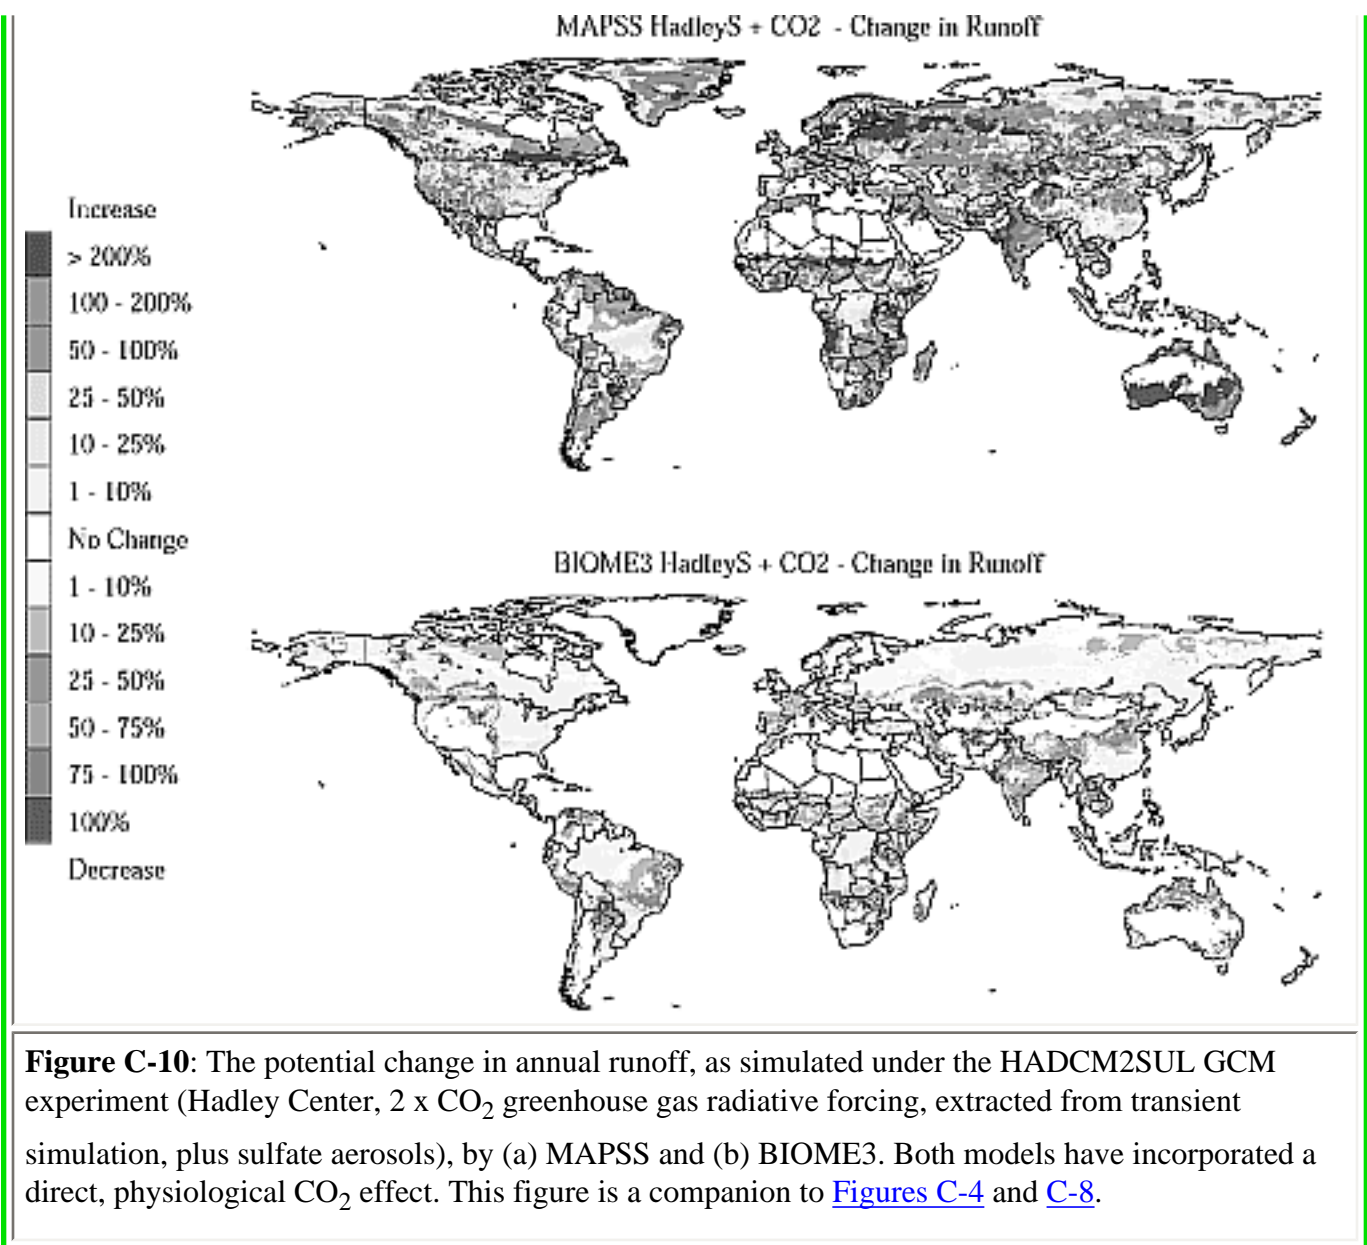 MAPSS HadleyS + CO2 - Change in Runoff
Increase
> 200%
100 - 200%
50 - 100%
25 - 50%
10 - 25%
1 - 10%
No Change
1 - 10%
10 - 25%
25 - 50%
50 - 75%
75 - 100%
100%
Decrease
BIOME3 HadleyS + CO2 - Change in Runoff
Figure C-10: The potential change in annual runoff, as simulated under the HADCM2SUL GCM
experiment (Hadley Center, 2 x CO2 greenhouse gas radiative forcing, extracted from transient
simulation, plus sulfate aerosols), by (a) MAPSS and (b) BIOME3. Both models have incorporated a
direct, physiological CO2 effect. This figure is a companion to Figures C-4 and C-8.